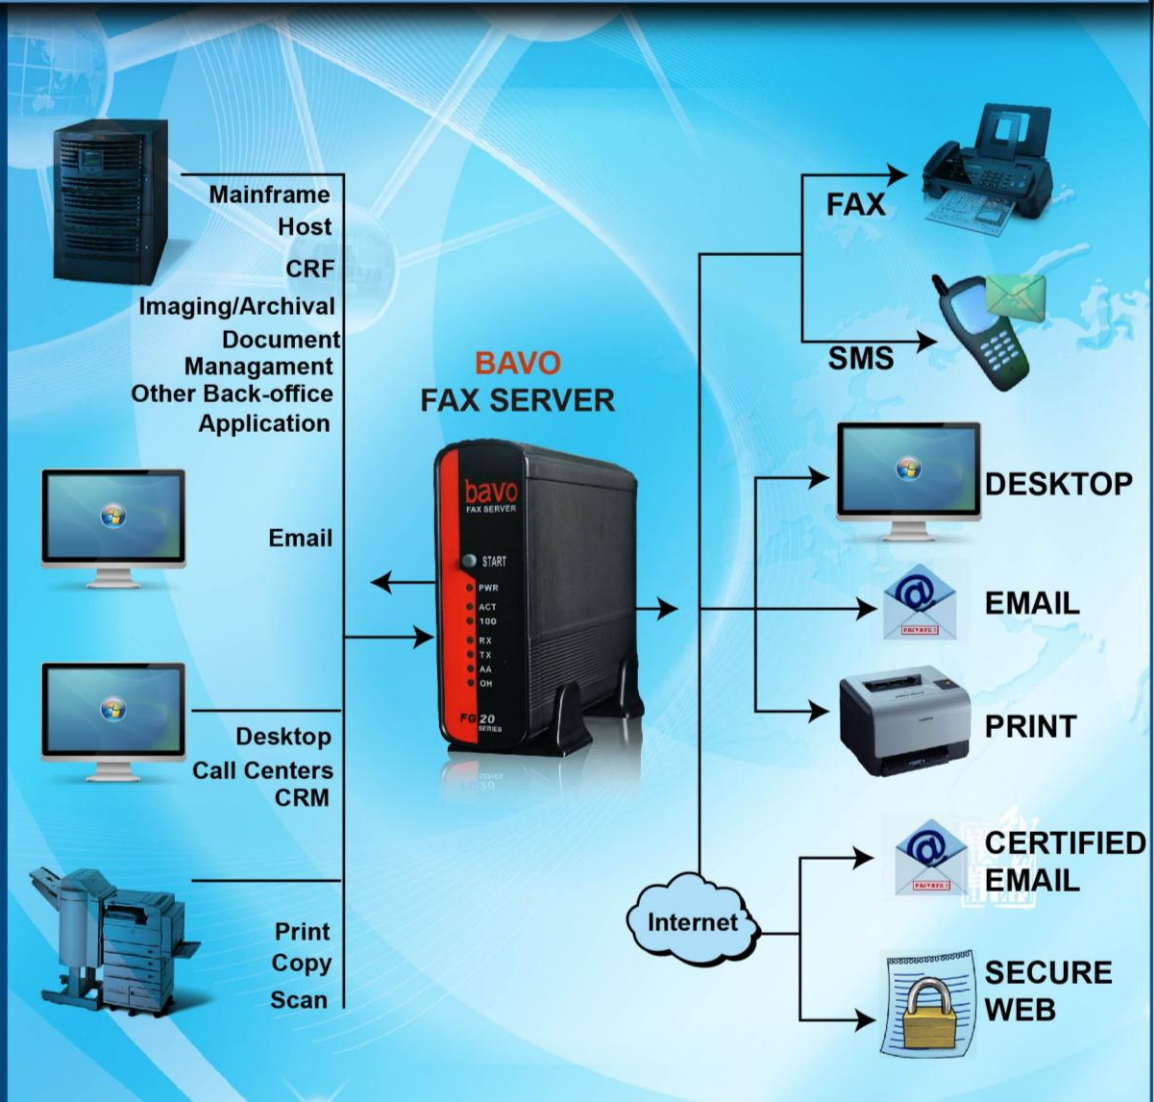 Mainframe
Host
CRF
Imaging/Archival
Document
Managament
Other Back-office
Application
Email
Desktop
Call Centers
CRM
Print
Copy
Scan
BAVO
FAX SERVER
bavo
FAX SERVER
START
PWR
ACT
100
RX
TX
AA
OH
FG 20
SERIES
FAX
SMS
DESKTOP
EMAIL
PRIVATE!
PRINT
Internet
CERTIFIED
EMAIL
PRIVATE!
SECURE
WEB